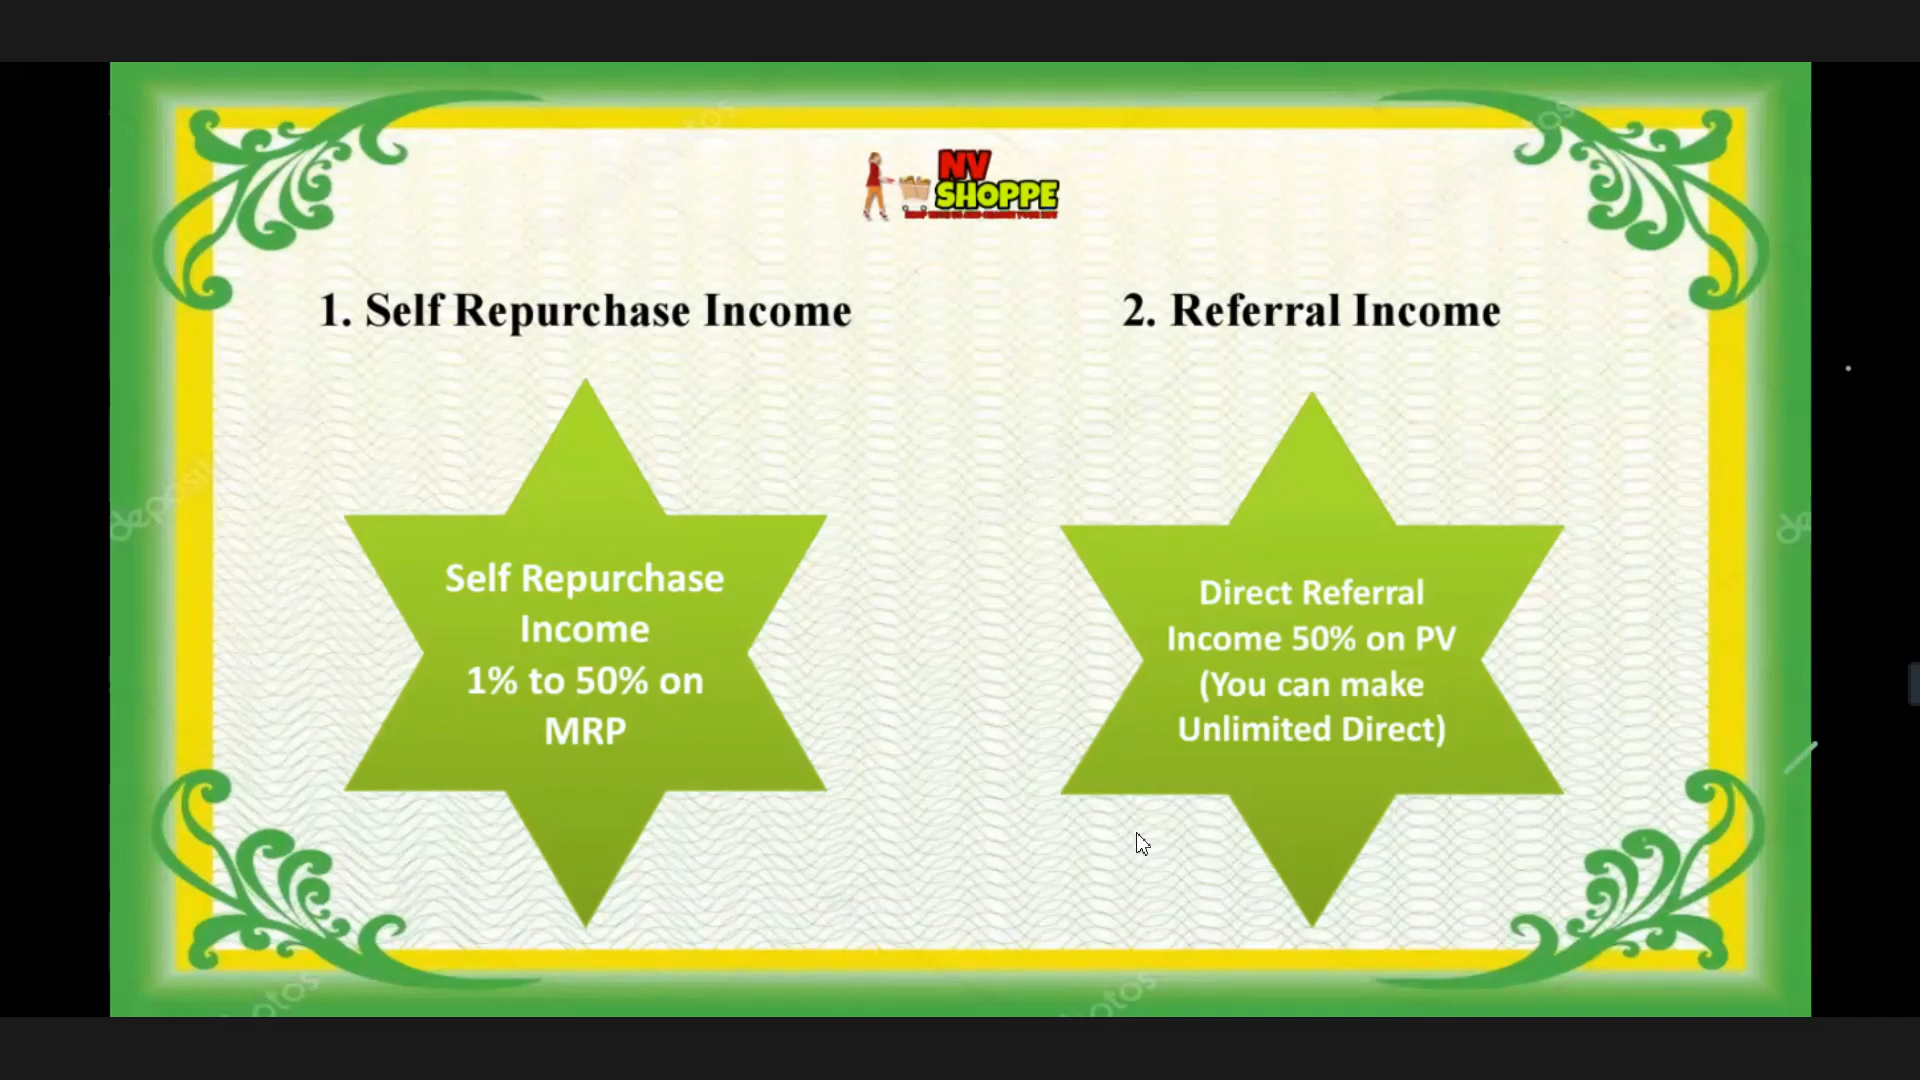 NV
SHOPPE
1. Self Repurchase Income
2. Referral Income
Self Repurchase
Income
1% to 50% on
MRP
Direct Referral
Income 50% on PV
(You can make
Unlimited Direct)